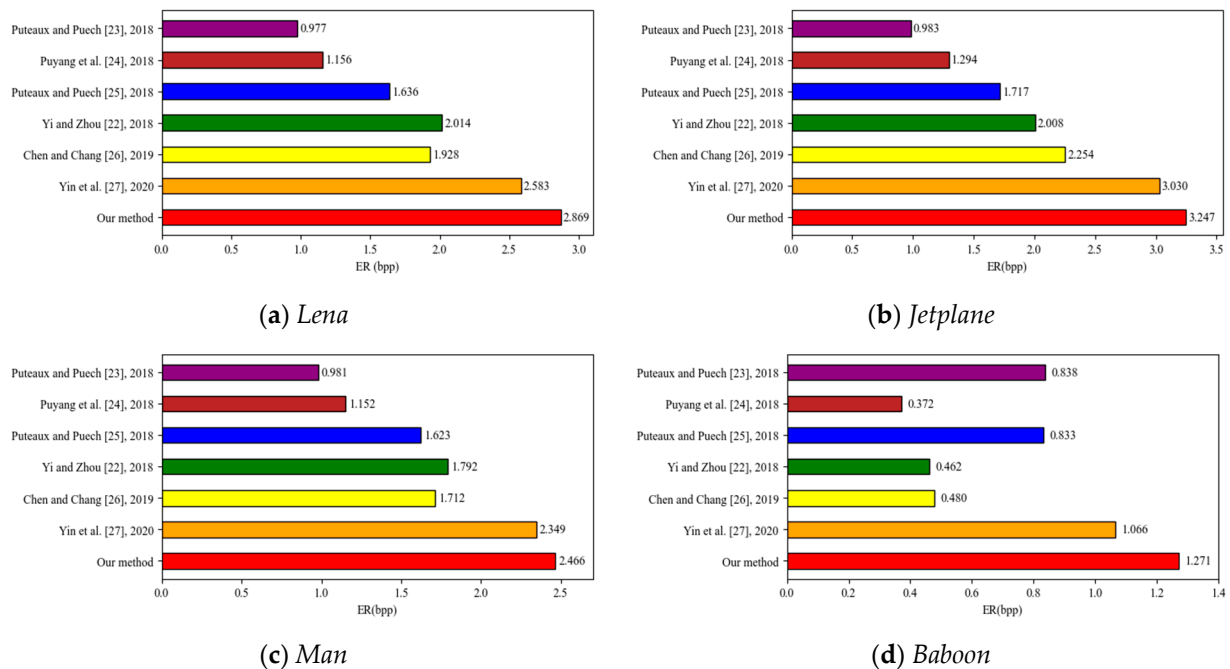 Puteaux and Puech [23], 2018
0.977
Puyang et al. [24], 2018
1.156
Puteaux and Puech [25], 2018
1.636
Yi and Zhou [22], 2018
2.014
Chen and Chang [26], 2019
1.928
Yin et al. [27], 2020
2.583
Our method
2.869
0.0 0.5 1.0 1.5 2.0 2.5 3.0
ER (bpp)
(a) Lena
Puteaux and Puech [23], 2018
0.983
Puyang et al. [24], 2018
1.294
Puteaux and Puech [25], 2018
1.717
Yi and Zhou [22], 2018
2.008
Chen and Chang [26], 2019
2.254
Yin et al. [27], 2020
3.030
Our method
3.247
0.0 0.5 1.0 1.5 2.0 2.5 3.0 3.5
ER(bpp)
(b) Jetplane
Puteaux and Puech [23], 2018
0.981
Puyang et al. [24], 2018
1.152
Puteaux and Puech [25], 2018
1.623
Yi and Zhou [22], 2018
1.792
Chen and Chang [26], 2019
1.712
Yin et al. [27], 2020
2.349
Our method
2.466
0.0 0.5 1.0 1.5 2.0 2.5
ER(bpp)
(c) Man
Puteaux and Puech [23], 2018
0.838
Puyang et al. [24], 2018
0.372
Puteaux and Puech [25], 2018
0.833
Yi and Zhou [22], 2018
0.462
Chen and Chang [26], 2019
0.480
Yin et al. [27], 2020
1.066
Our method
1.271
0.0 0.2 0.4 0.6 0.8 1.0 1.2 1.4
ER(bpp)
(d) Baboon